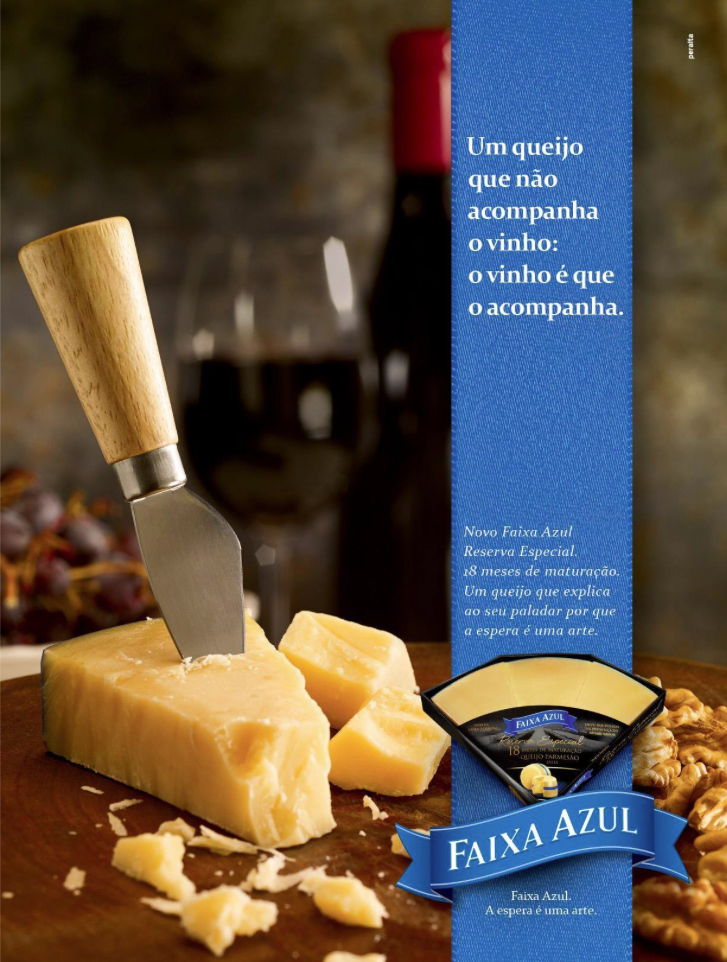 peralta
Um queijo
que não
acompanha
o vinho:
o vinho é que
o acompanha.
Novo Faixa Azul
Reserva Especial.
18 meses de maturação.
Um queijo que explica
ao seu paladar por que
a espera é uma arte.
FAIXA AZUL
Reserva Especial
18 MESES DE MATURAÇÃO
QUEIJO PARMESÃO
FAIXA AZUL
Faixa Azul.
A espera é uma arte.